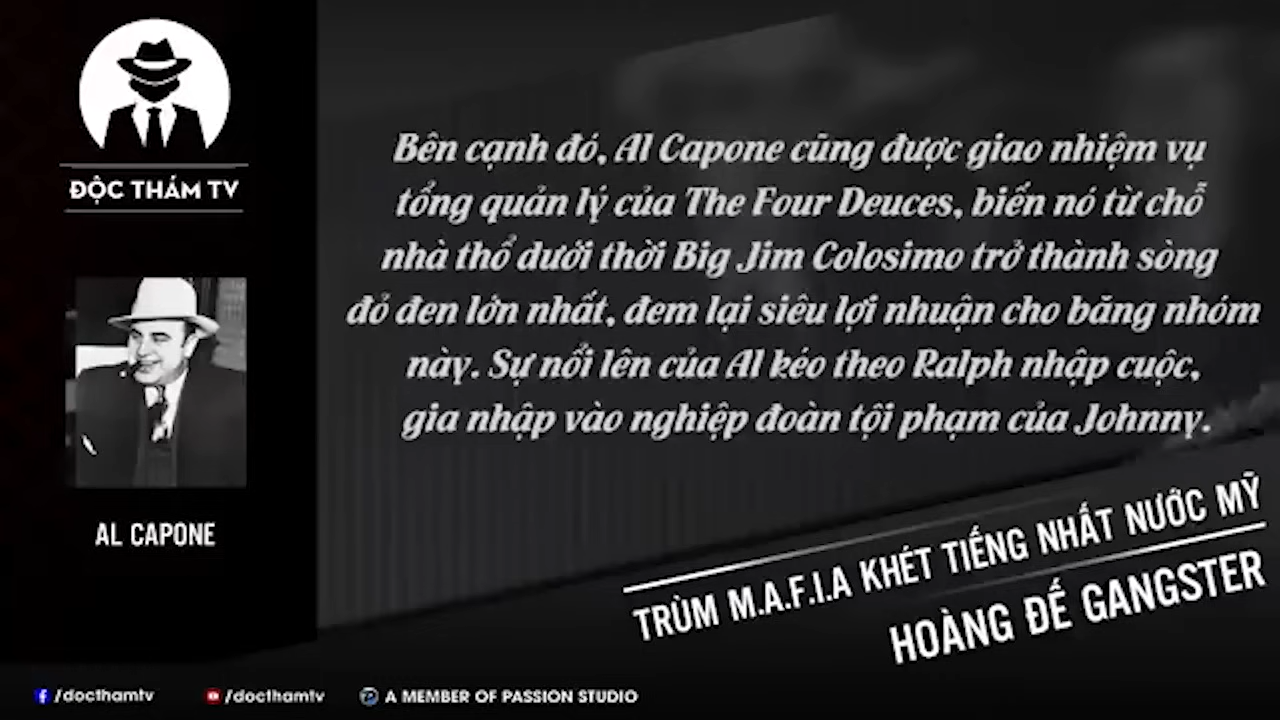 ĐỘC THÁM TV
AL CAPONE
Bên cạnh đó, Al Capone cũng được giao nhiệm vụ
tổng quản lý của The Four Deuces, biến nó từ chỗ
nhà thổ dưới thời Big Jim Colosimo trở thành sòng
đỏ đen lớn nhất, đem lại siêu lợi nhuận cho băng nhóm
này. Sự nổi lên của Al kéo theo Ralph nhập cuộc,
gia nhập vào nghiệp đoàn tội phạm của Johnny.
TRÙM M.A.F.I.A KHÉT TIẾNG NHẤT NƯỚC MỸ
HOÀNG ĐẾ GANGSTER
/docthamtv
/docthamtv
A MEMBER OF PASSION STUDIO